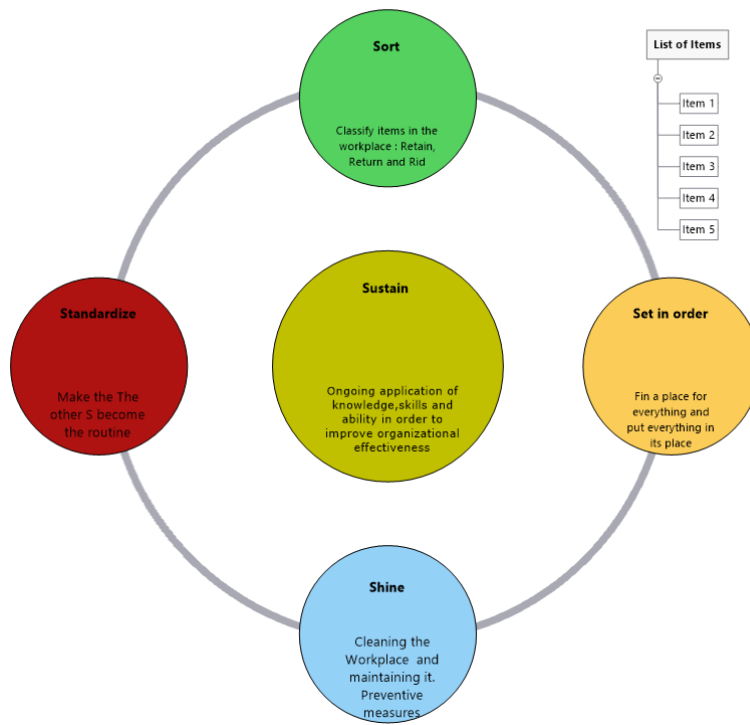 Sort
Classify items in the
workplace : Retain,
Return and Rid
List of Items
Item 1
Item 2
Item 3
Item 4
Item 5
Standardize
Make the The
other S become
the routine
Sustain
Ongoing application of
knowledge,skills and
ability in order to
improve organizational
effectiveness
Set in order
Fin a place for
everything and
put everything in
its place
Shine
Cleaning the
Workplace and
maintaining it.
Preventive
measures